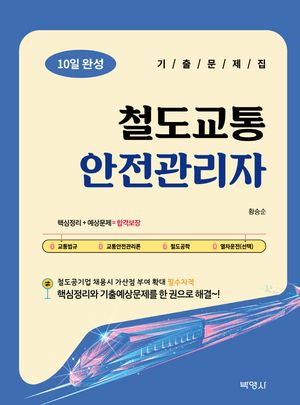 10일 완성
기/출/문/제/집
철도교통
안전관리자
황승순
핵심정리 + 예상문제 = 합격보장
교통법규 교통안전관리론 철도공학 열차운전(선택)
철도공기업 채용시 가산점 부여 확대 필수자격
핵심정리와 기출예상문제를 한 권으로 해결~!
박영사